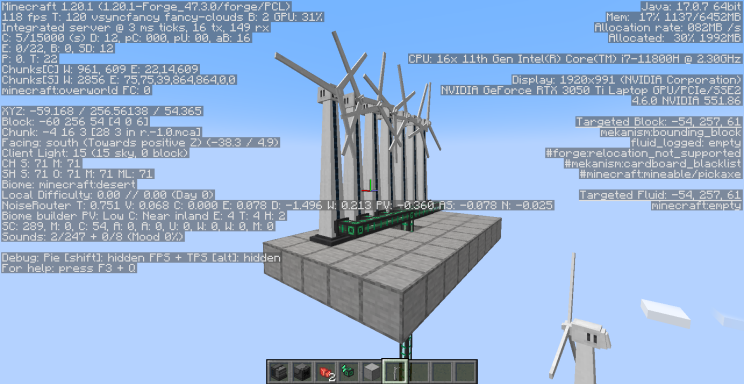 Minecraft 1.20.1 (1.20.1-Forge_47.3.0/forge/PCL)
118 fps T: 120 vsyncfancy fancy-clouds B: 2 GPU: 31%
Integrated server @ 3 ms ticks, 16 tx, 149 rx
C: 5/15000 (s) D: 12, pC: 000, pU: 00, aB: 16
E: 0/22, B: 0, SD: 12
P: 0. T: 22
Chunks[C] W: 961, 609 E: 22,14,609
Chunks[S] W: 2856 E: 75,75,39,864,864,0,0
minecraft:overworld FC: 0
XYZ: -59.168 / 256.56138 / 54.365
Block: -60 256 54 [4 0 6]
Chunk: -4 16 3 [28 3 in r.-1.0.mca]
Facing: south (Towards positive Z) (-38.3 / 4.9)
Client Light: 15 (15 sky, 0 block)
CH S: 71 M: 71
SH S: 71 O: 71 M: 71 ML: 71
Biome: minecraft:desert
Local Difficulty: 0.00 // 0.00 (Day 0)
NoiseRouter T: 0.751 V: 0.068 C: 0.000 E: 0.078 D: -1.496 W: 0.213 PV: -0.360 AS: -0.078 N: -0.025
Biome builder PV: Low C: Near inland E: 4 T: 4 H: 2
SC: 289, M: 0, C: 54, A: 0, A: 0, U: 0, W: 0, W: 0, M: 0
Sounds: 2/247 + 0/8 (Mood 0%)
Debug: Pie [shift]: hidden FPS + TPS [alt]: hidden
For help: press F3 + Q
Java: 17.0.7 64bit
Mem: 17% 1137/6452MB
Allocation rate: 082MB /s
Allocated: 30% 1992MB
CPU: 16x 11th Gen Intel(R) Core(TM) i7-11800H @ 2.30GHz
Display: 1920x991 (NVIDIA Corporation)
NVIDIA GeForce RTX 3050 Ti Laptop GPU/PCIe/SSE2
4.6.0 NVIDIA 551.86
Targeted Block: -54, 257, 61
mekanism:bounding_block
fluid_logged: empty
#forge:relocation_not_supported
#mekanism:cardboard_blacklist
#minecraft:mineable/pickaxe
Targeted Fluid: -54, 257, 61
minecraft:empty
2